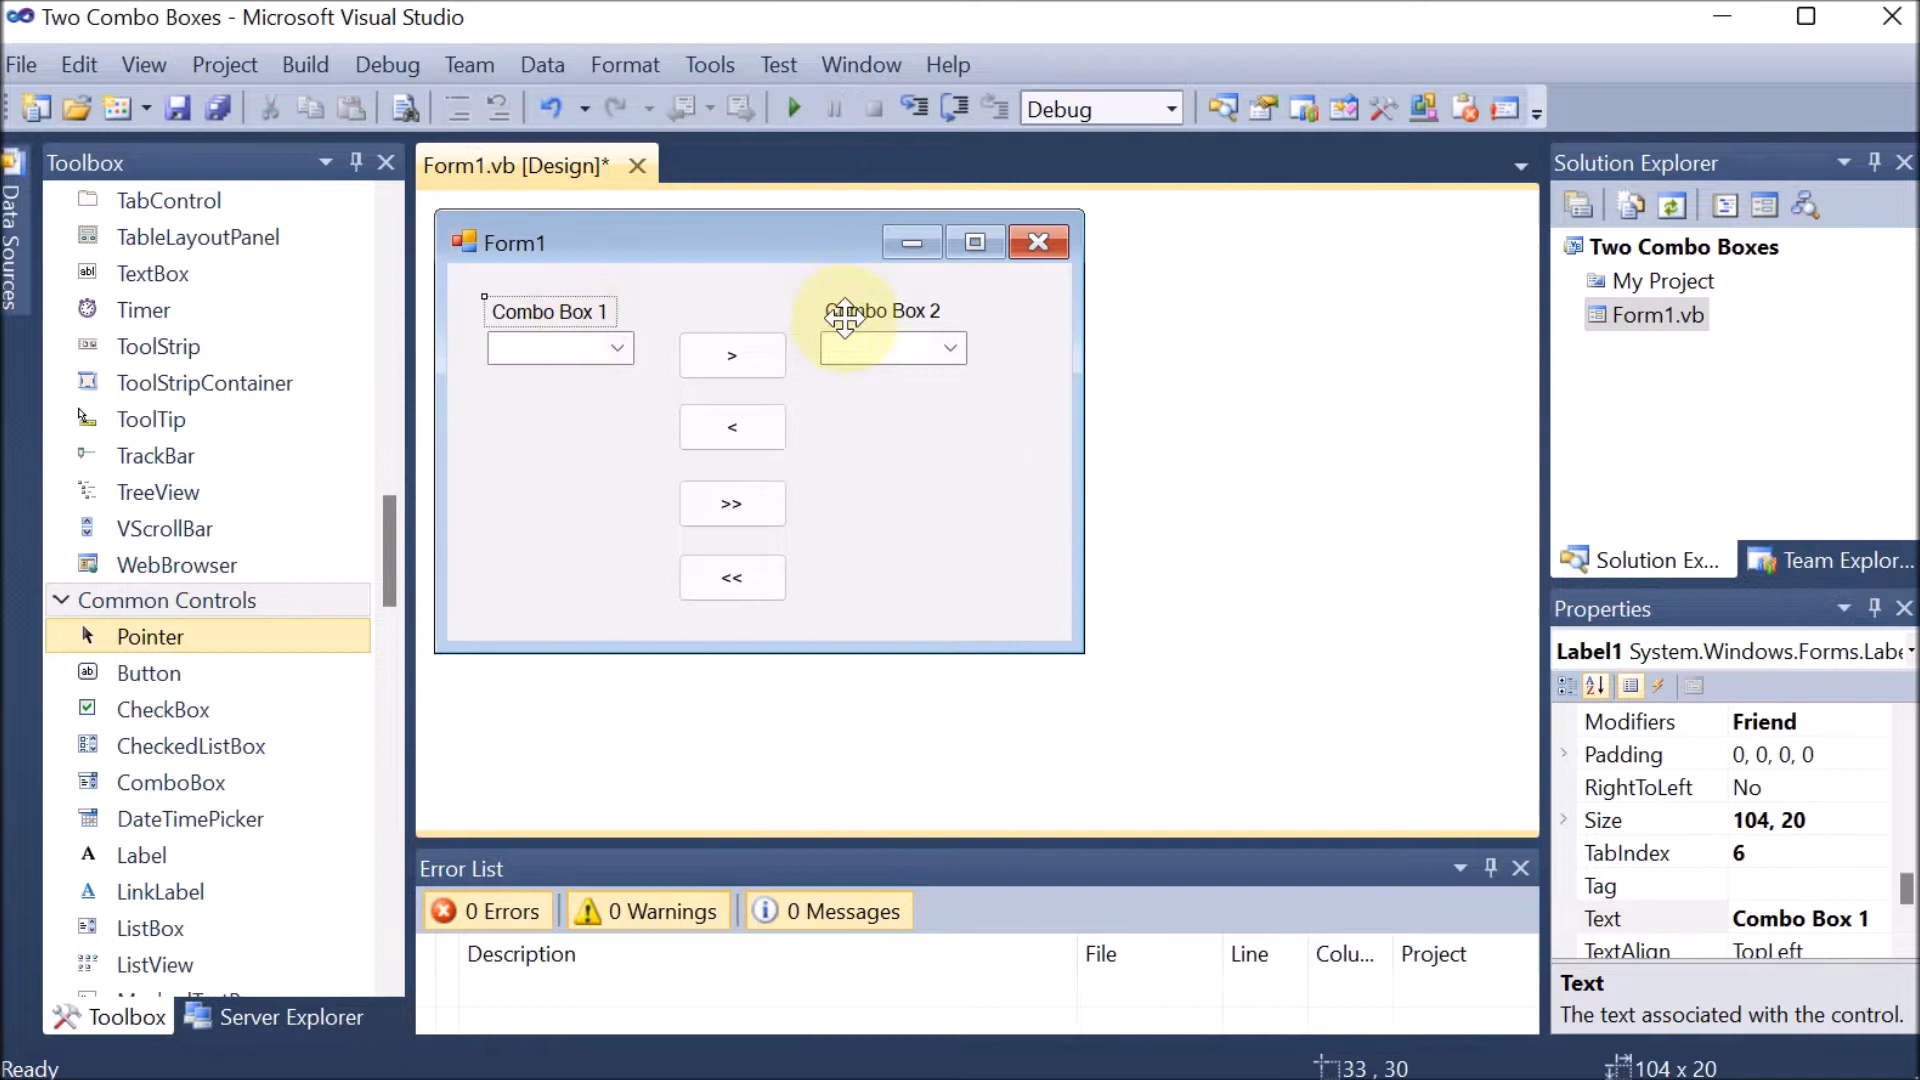 Two Combo Boxes - Microsoft Visual Studio
File Edit View Project Build Debug Team Data Format Tools Test Window Help
Debug
Data Sources
Toolbox
TabControl
TableLayoutPanel
TextBox
Timer
ToolStrip
ToolStripContainer
ToolTip
TrackBar
TreeView
VScrollBar
WebBrowser
Common Controls
Pointer
Button
CheckBox
CheckedListBox
ComboBox
DateTimePicker
Label
LinkLabel
ListBox
ListView
Toolbox Server Explorer
Form1.vb [Design]*
Form1
Combo Box 1
Combo Box 2
>
<
>>
<<
Error List
0 Errors 0 Warnings 0 Messages
Description File Line Colu... Project
Solution Explorer
Two Combo Boxes
My Project
Form1.vb
Solution Ex... Team Explor...
Properties
Label1 System.Windows.Forms.Labe
Modifiers Friend
Padding 0, 0, 0, 0
RightToLeft No
Size 104, 20
TabIndex 6
Tag
Text Combo Box 1
TextAlign TopLeft
Text
The text associated with the control.
Ready
33 , 30
104 x 20